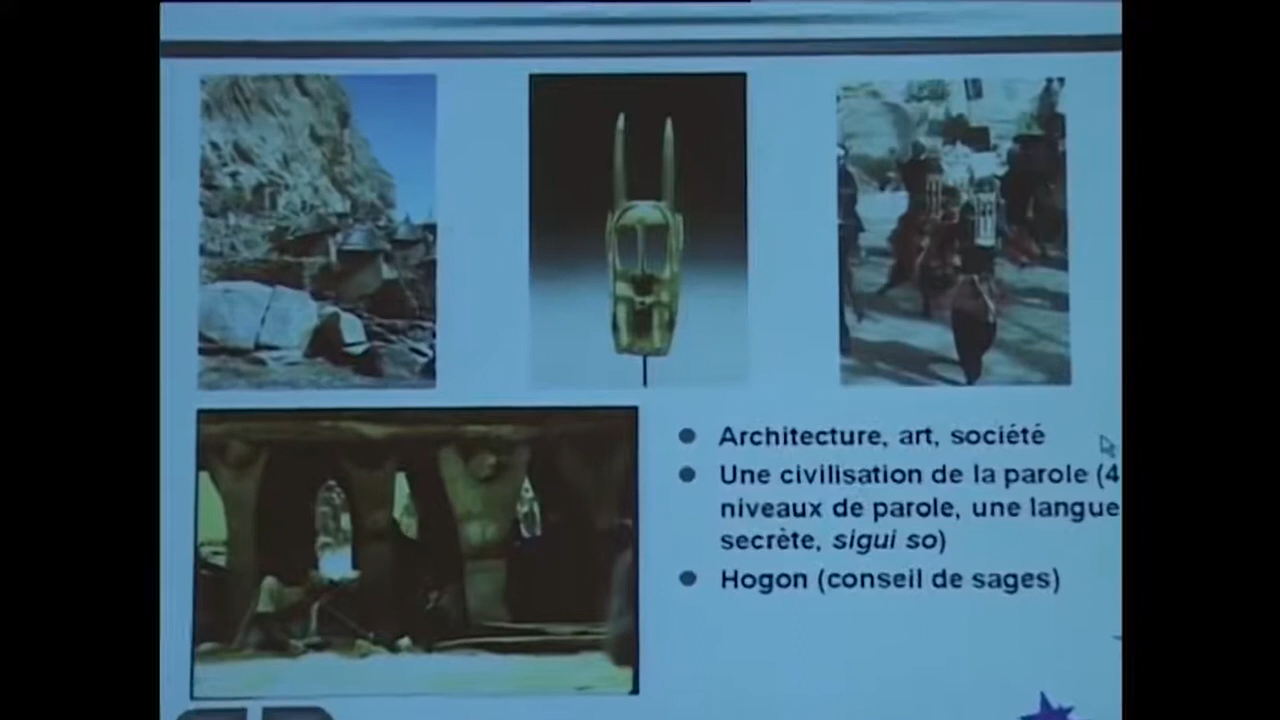 Architecture, art, société
Une civilisation de la parole (4
niveaux de parole, une langue
secrète, sigui so)
Hogon (conseil de sages)